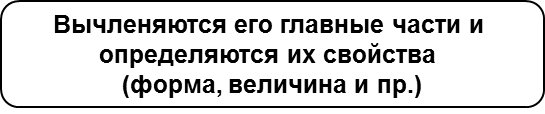 Вычленяются его главные части и
определяются их свойства
(форма, величина и пр.)